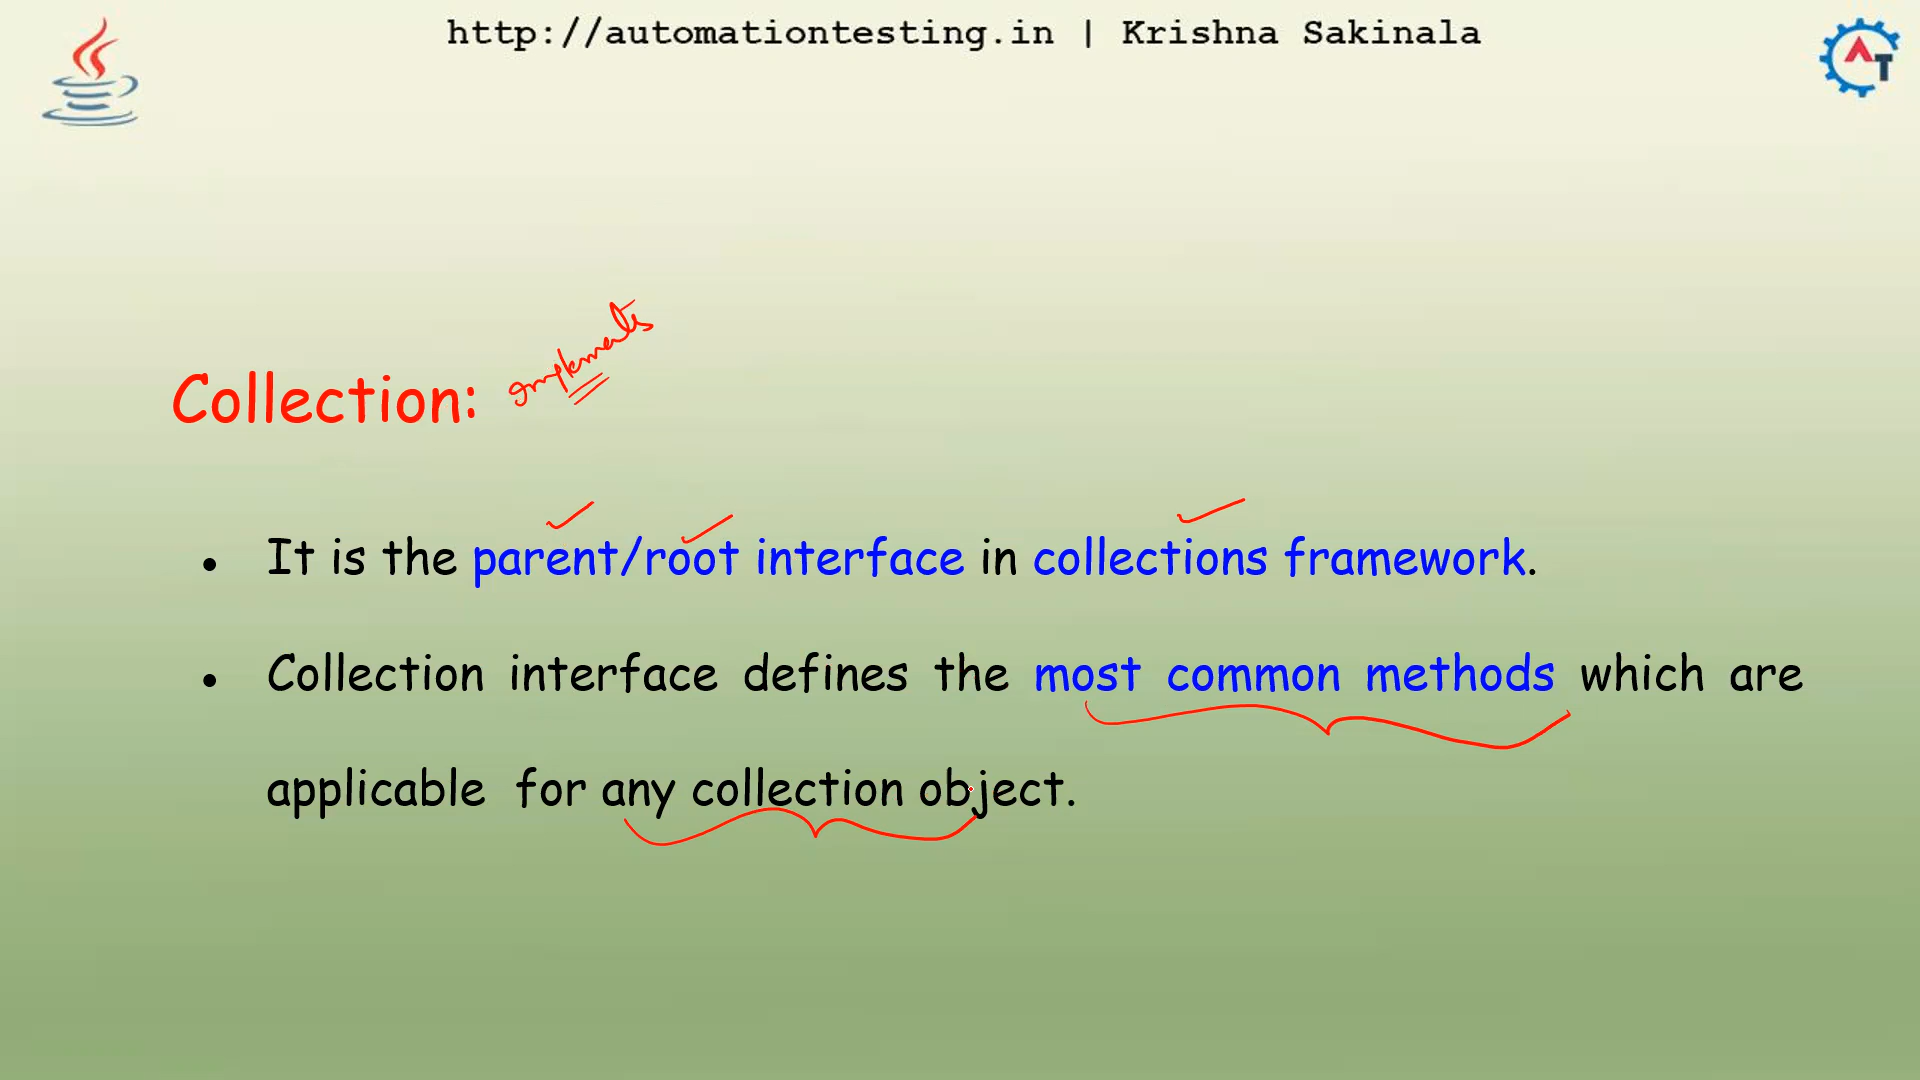 http://automationtesting.in | Krishna Sakinala
AT
implements
Collection:
• It is the parent/root interface in collections framework.
• Collection interface defines the most common methods which are
applicable for any collection object.